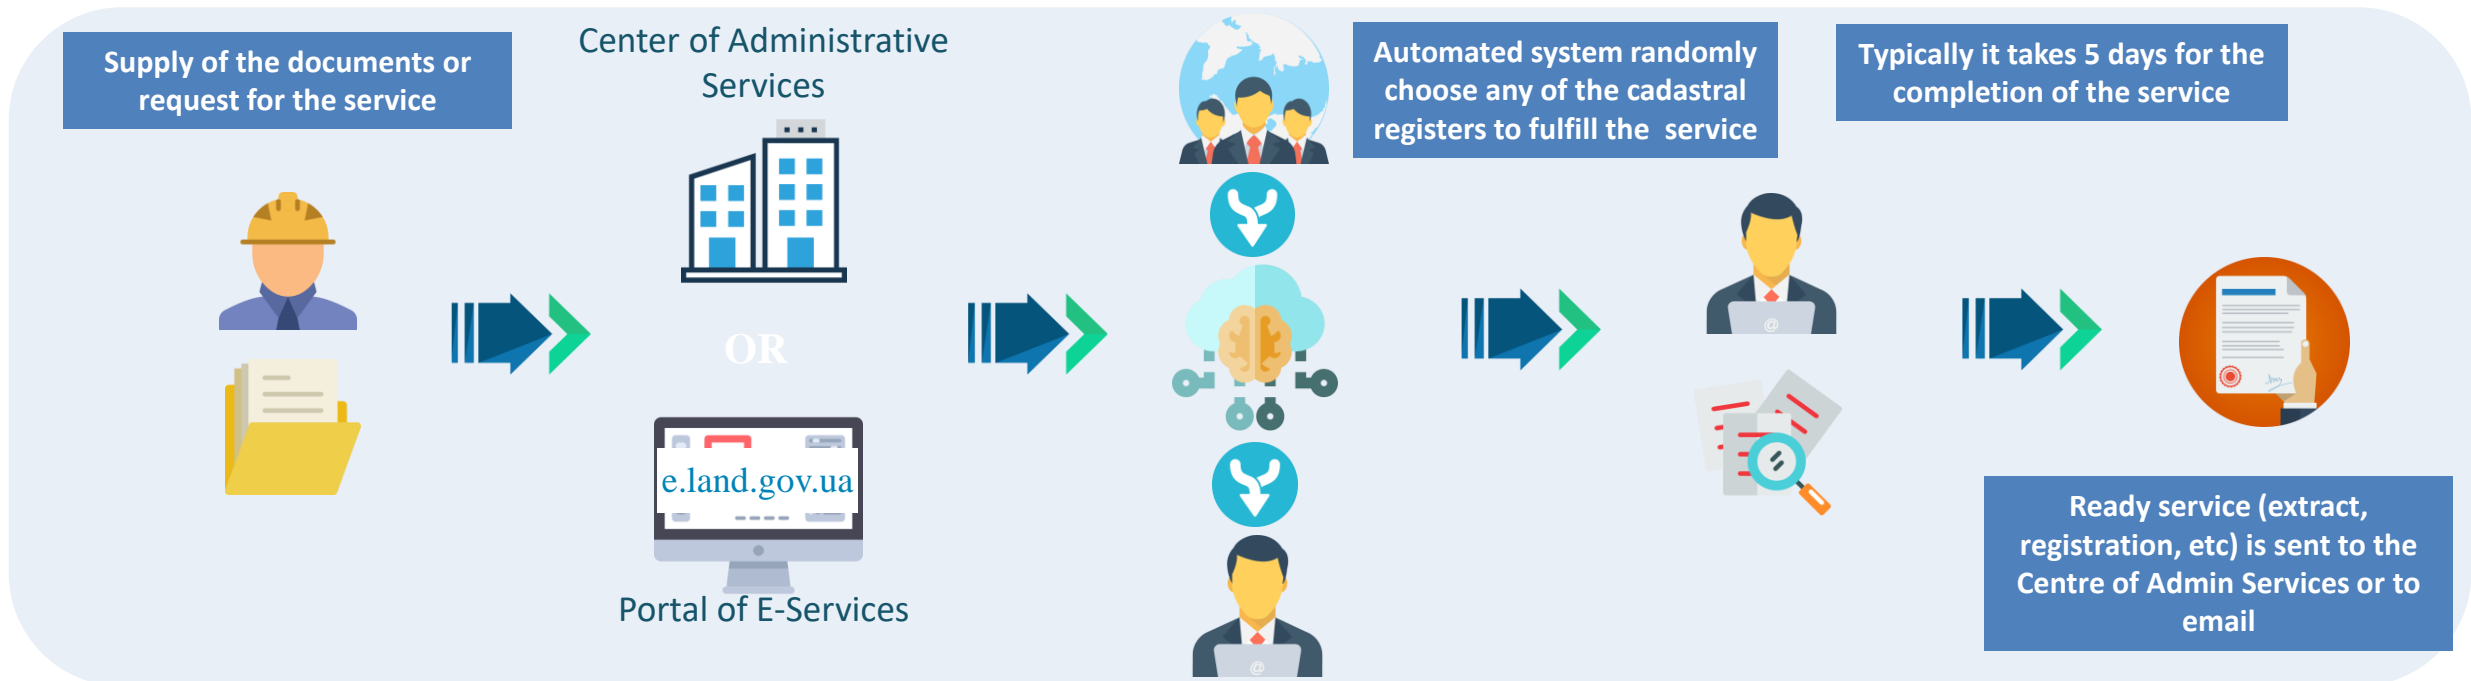 Supply of the documents or
request for the service
Center of Administrative
Services
OR
e.land.gov.ua
Portal of E-Services
Automated system randomly
choose any of the cadastral
registers to fulfill the service
@
Typically it takes 5 days for the
completion of the service
@
Ready service (extract,
registration, etc) is sent to the
Centre of Admin Services or to
email